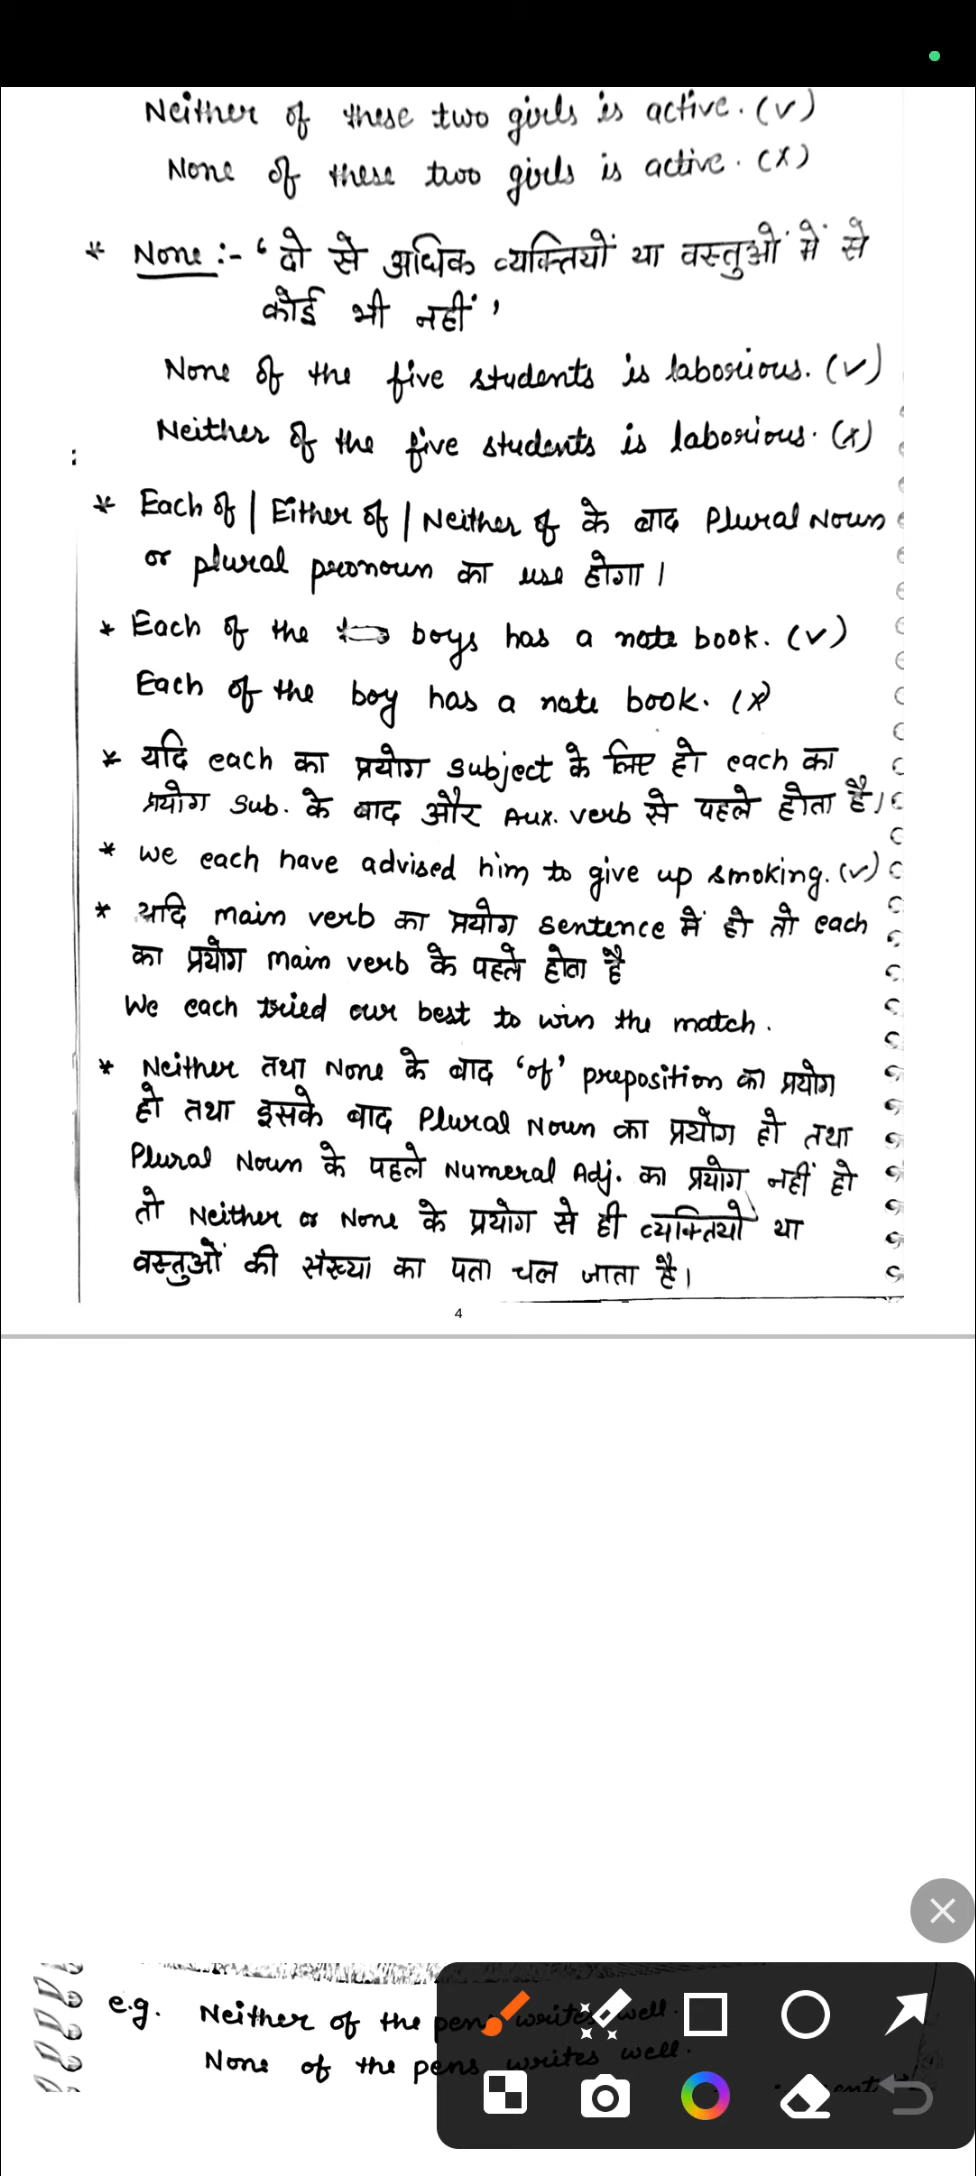 Neither of these two girls is active. (✓)
None of these two girls is active. (x)
* None :- ‘दो से अधिक व्यक्तियों या वस्तुओं में से
कोई भी नहीं’
None of the five students is laborious. (✓)
Neither of the five students is laborious. (x)
* Each of | Either of | Neither of के बाद Plural Noun
or plural pronoun का use होगा।
* Each of the boys has a note book. (✓)
Each of the boy has a note book. (x)
* यदि each का प्रयोग subject के लिए हो each का
प्रयोग Sub. के बाद और Aux. verb से पहले होता है।
* We each have advised him to give up smoking. (✓)
* यदि main verb का प्रयोग sentence में हो तो each
का प्रयोग main verb के पहले होता है
We each tried our best to win the match.
* Neither तथा None के बाद ‘of’ preposition का प्रयोग
हो तथा इसके बाद Plural Noun का प्रयोग हो तथा
Plural Noun के पहले Numeral Adj. का प्रयोग नहीं हो
तो Neither or None के प्रयोग से ही व्यक्तियों या
वस्तुओं की संख्या का पता चल जाता है।
4
e.g. Neither of the pens writes well.
None of the pens writes well.